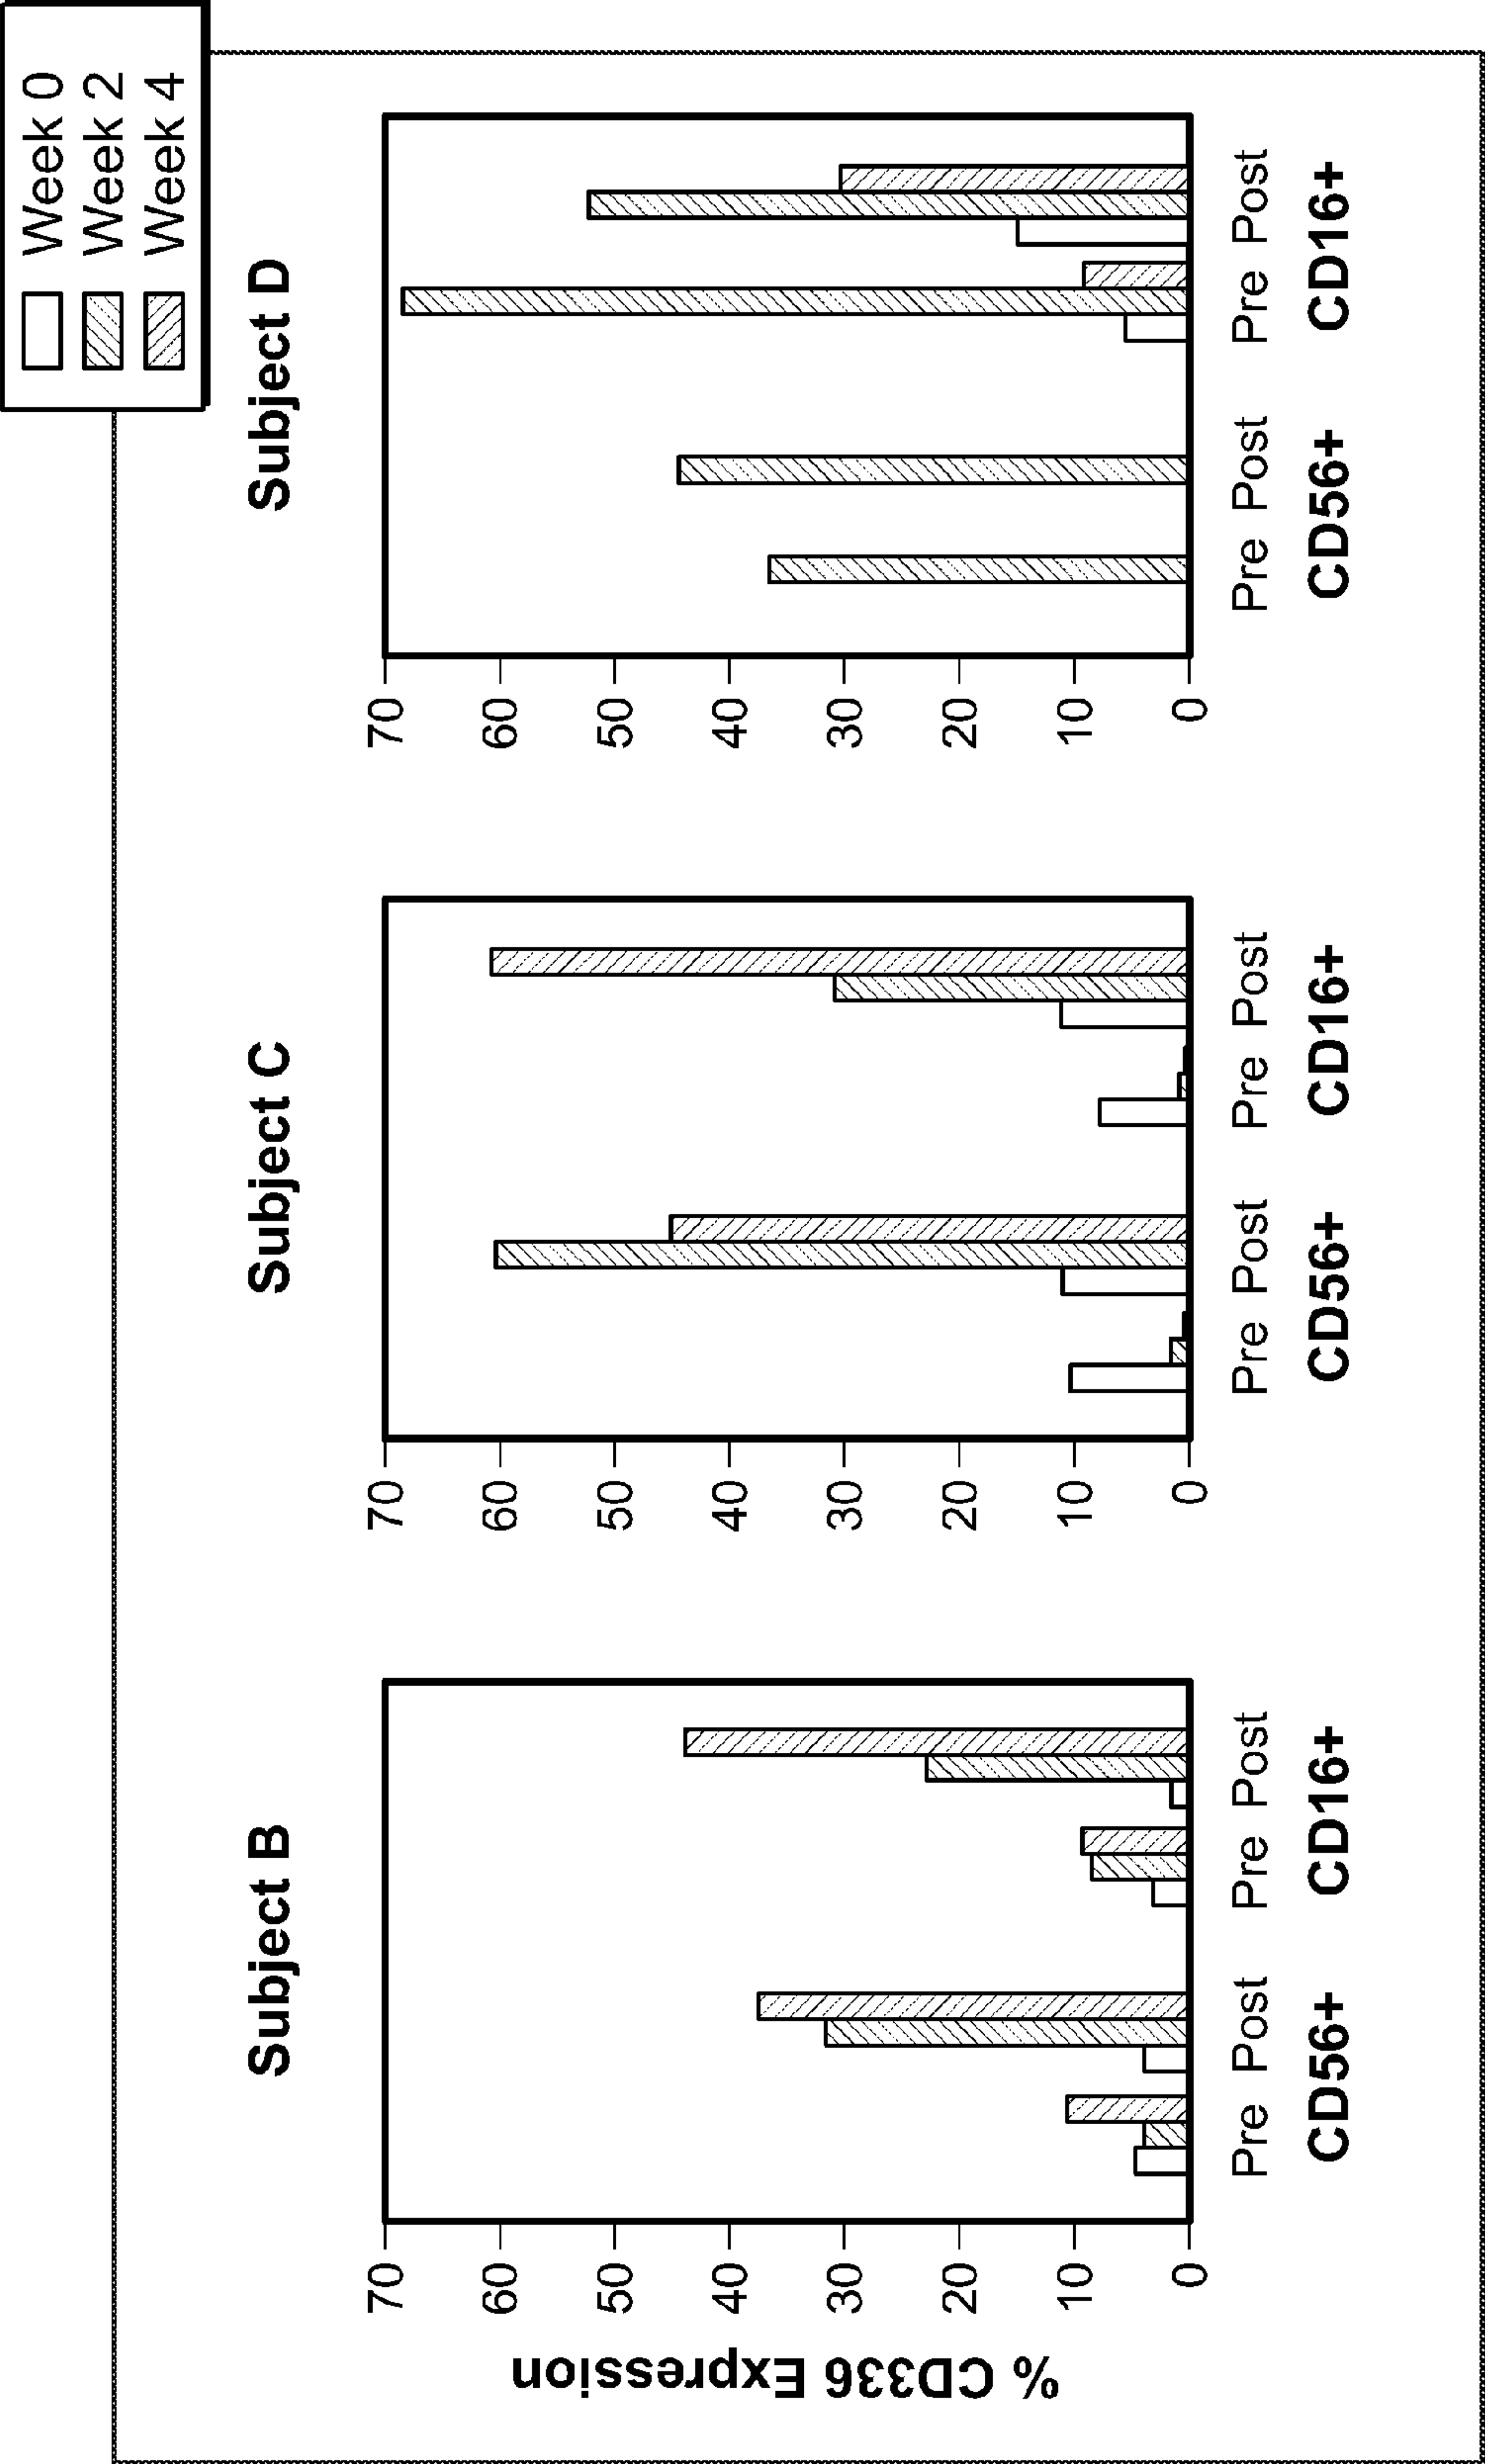 Week 0
Week 2
Week 4
Subject B
Subject C
Subject D
% CD336 Expression
70
60
50
40
30
20
10
0
Pre Post Pre Post
CD56+ CD16+
70
60
50
40
30
20
10
0
Pre Post Pre Post
CD56+ CD16+
70
60
50
40
30
20
10
0
Pre Post Pre Post
CD56+ CD16+